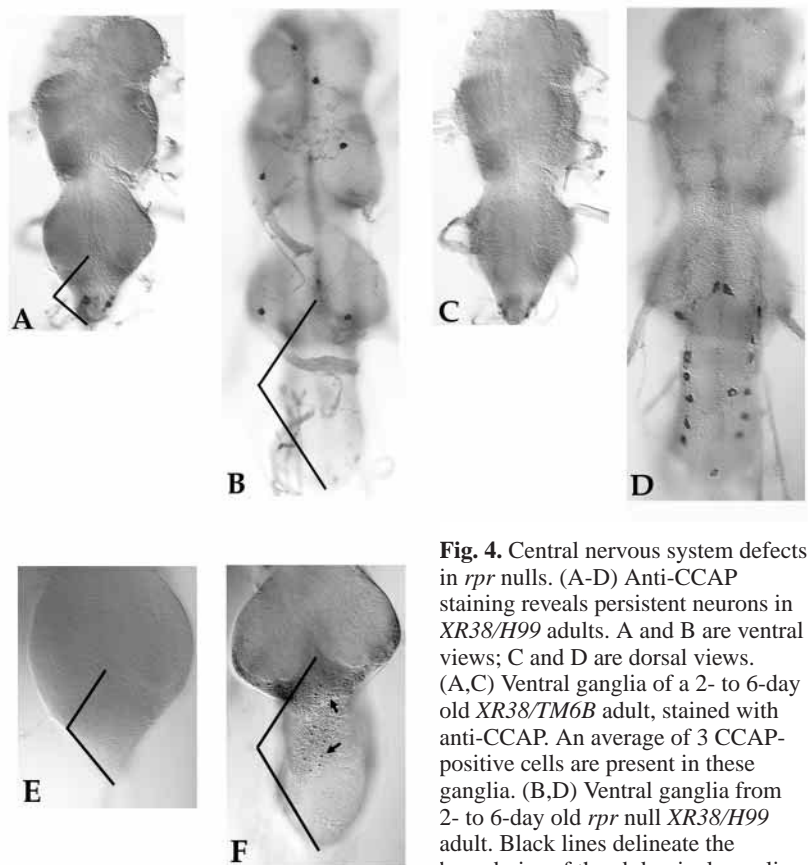 A
B
C
D
E
F
Fig. 4. Central nervous system defects
in rpr nulls. (A-D) Anti-CCAP
staining reveals persistent neurons in
XR38/H99 adults. A and B are ventral
views; C and D are dorsal views.
(A,C) Ventral ganglia of a 2- to 6-day
old XR38/TM6B adult, stained with
anti-CCAP. An average of 3 CCAP-
positive cells are present in these
ganglia. (B,D) Ventral ganglia from
2- to 6-day old rpr null XR38/H99
adult. Black lines delineate the